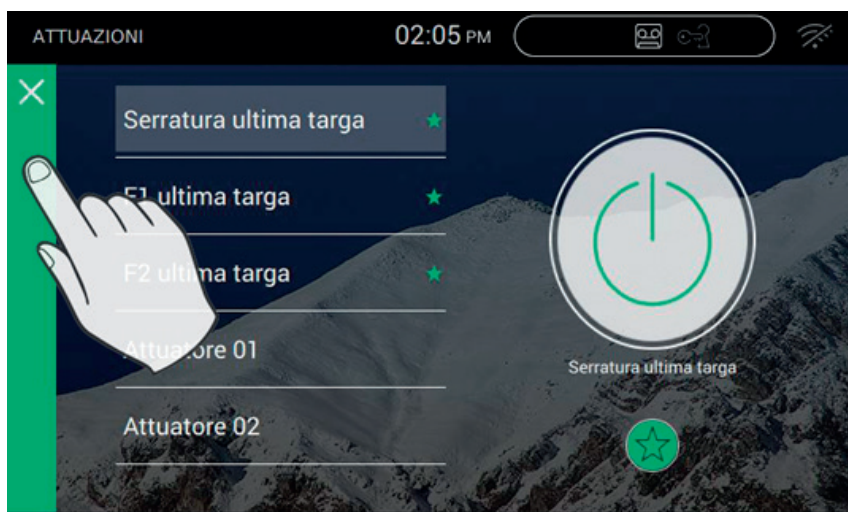 ATTUAZIONI
02:05 PM
Serratura ultima targa
F1 ultima targa
F2 ultima targa
Attuatore 01
Attuatore 02
Serratura ultima targa